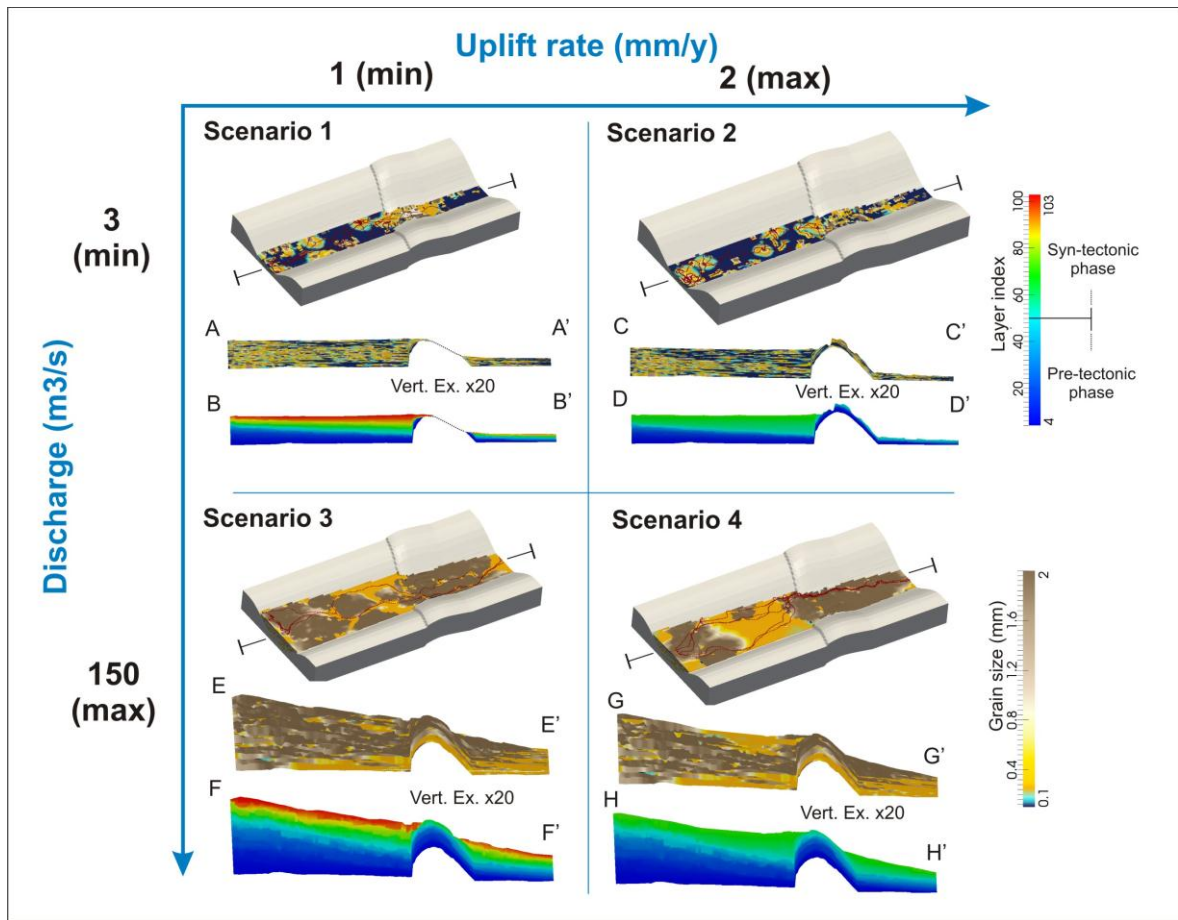 Uplift rate (mm/y)
1 (min)
2 (max)
Discharge (m3/s)
3
(min)
150
(max)
Scenario 1
A
A'
Vert. Ex. x20
B
B'
Scenario 2
C
C'
Vert. Ex. x20
D
D'
Scenario 3
E
E'
Vert. Ex. x20
F
F'
Scenario 4
G
G'
Vert. Ex. x20
H
H'
Layer index
103
100
80
60
40
20
4
Syn-tectonic
phase
Pre-tectonic
phase
Grain size (mm)
2
1.6
1.2
0.8
0.4
0.1